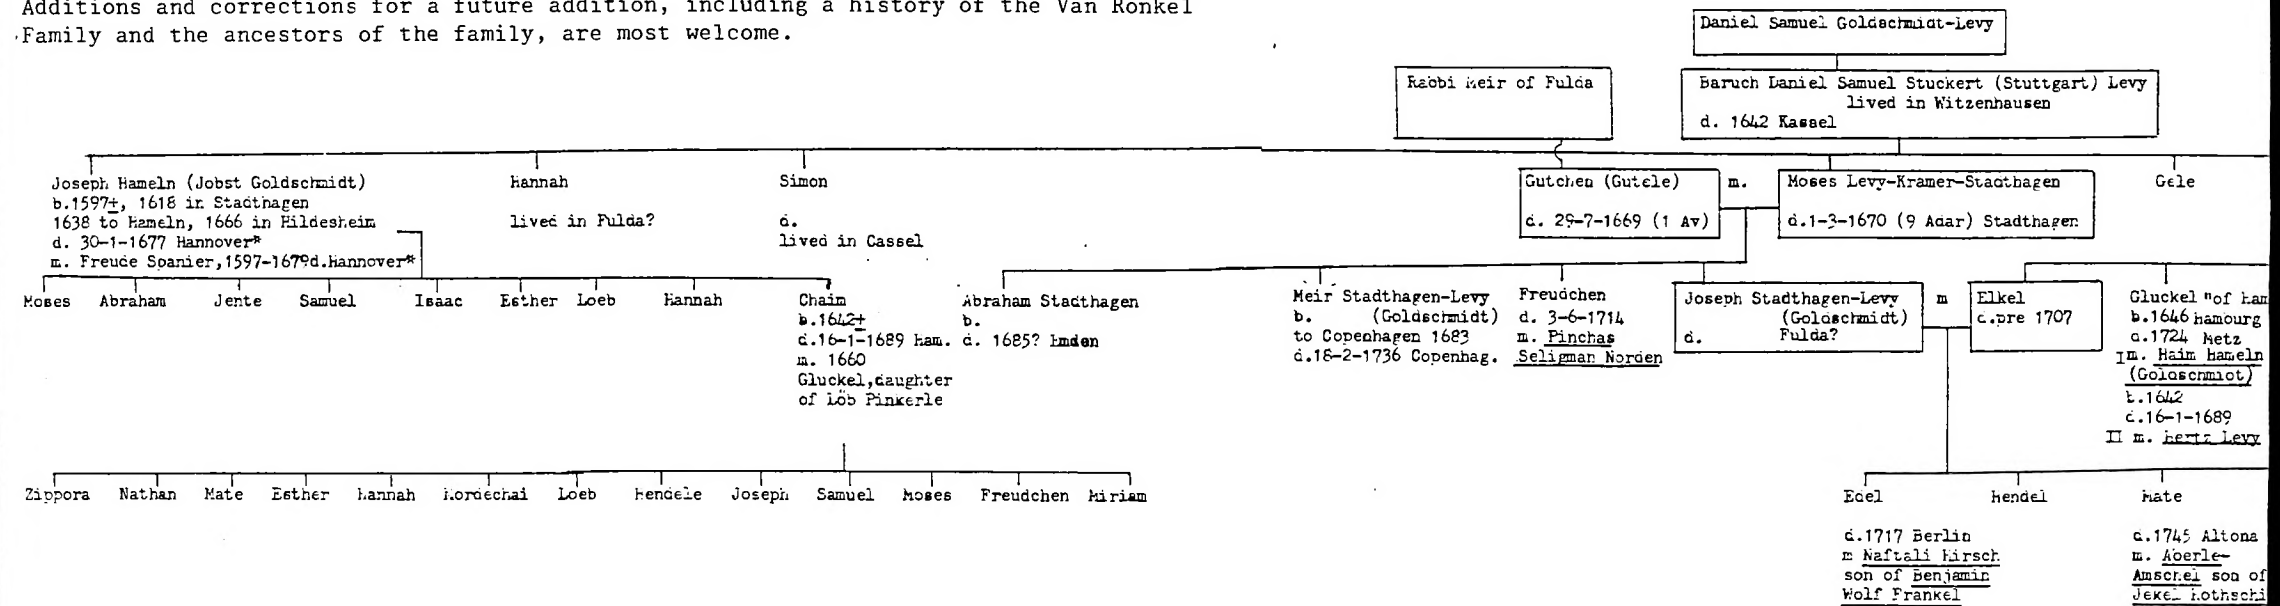 Additions and corrections for a future addition, including a history of the Van Ronkel
Family and the ancestors of the family, are most welcome.
Daniel Samuel Goldschmidt-Levy
Rabbi Meir of Fulda
Baruch Daniel Samuel Stuckert (Stuttgart) Levy
lived in Witzenhausen
d. 1642 Kassel
Joseph Hameln (Jobst Goldschmidt)
b.1597±, 1618 in Stadthagen
1638 to Hameln, 1666 in Hildesheim
d. 30-1-1677 Hannover*
m. Freude Spanier,1597-1679d.Hannover*
Hannah
lived in Fulda?
Simon
d.
lived in Cassel
Gutchen (Gutele)
d. 29-7-1669 (1 Av)
m.
Moses Levy-Kramer-Stadthagen
d.1-3-1670 (9 Adar) Stadthagen
Gele
Moses
Abraham
Jente
Samuel
Isaac
Esther
Loeb
Hannah
Chaim
b.1642±
d.16-1-1689 Ham.
m. 1660
Gluckel,daughter
of Löb Pinkerle
Abraham Stadthagen
b.
d. 1685? Emden
Meir Stadthagen-Levy
b. (Goldschmidt)
to Copenhagen 1683
d.18-2-1736 Copenhag.
Freudchen
d. 3-6-1714
m. Pinchas
Seligman Norden
Joseph Stadthagen-Levy
(Goldschmidt)
d. Fulda?
m
Elkel
d.pre 1707
Gluckel "of Ham
b.1646 Hamburg
d.1724 Metz
I m. Haim Hameln
(Goldschmidt)
b.1642
d.16-1-1689
II m. Hertz Levy
Zippora
Nathan
Mate
Esther
Hannah
Mordechai
Loeb
Hendele
Joseph
Samuel
Moses
Freudchen
Miriam
Edel
d.1717 Berlin
m Naftali Hirsch
son of Benjamin
Wolf Frankel
Hendel
Mate
d.1745 Altona
m. Aberle-
Amschel son of
Jekel Rothschi